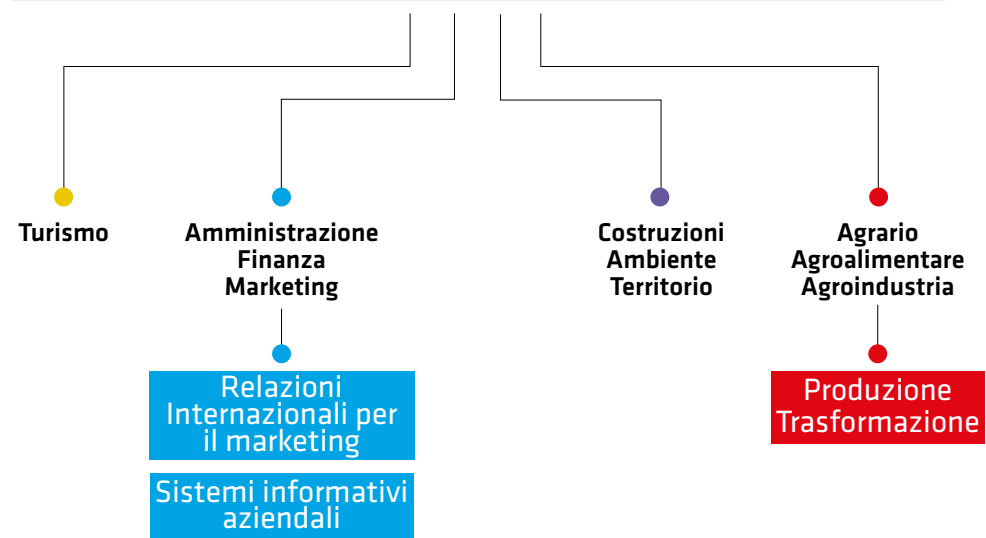 Turismo
Amministrazione
Finanza
Marketing
Costruzioni
Ambiente
Territorio
Agrario
Agroalimentare
Agroindustria
Relazioni
Internazionali per
il marketing
Sistemi informativi
aziendali
Produzione
Trasformazione